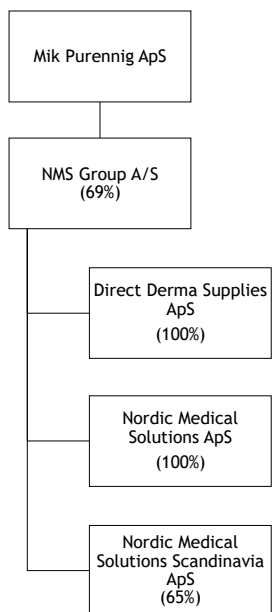 Mik Purennig ApS
NMS Group A/S
(69%)
Direct Derma Supplies
ApS
(100%)
Nordic Medical
Solutions ApS
(100%)
Nordic Medical
Solutions Scandinavia
ApS
(65%)